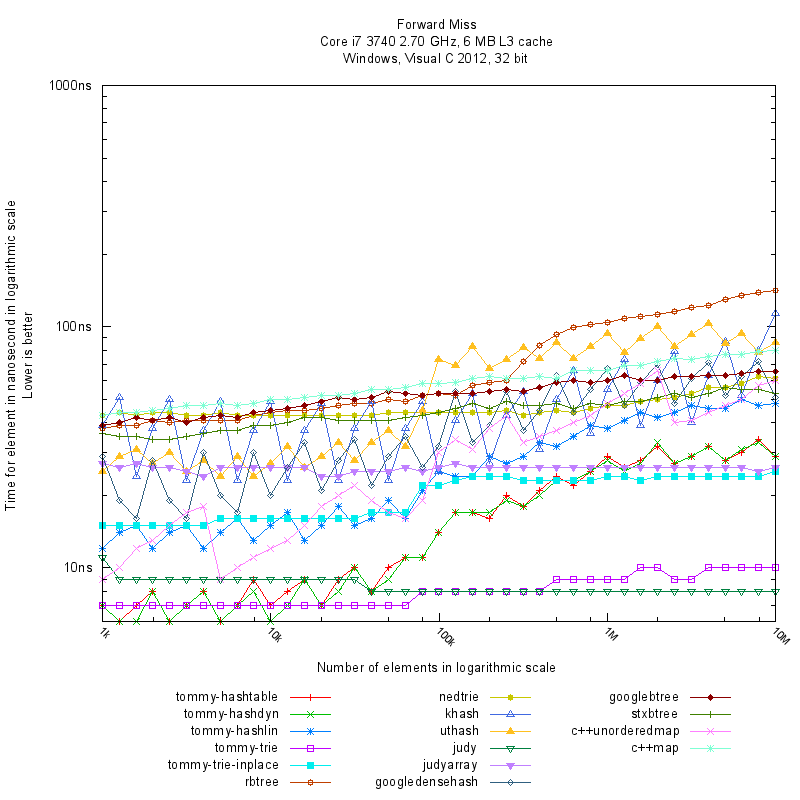 Forward Miss
Core i7 3740 2.70 GHz, 6 MB L3 cache
Windows, Visual C 2012, 32 bit
1000ns
100ns
10ns
Time for element in nanosecond in logarithmic scale
Lower is better
1k
10k
100k
1M
10M
Number of elements in logarithmic scale
tommy-hashtable
tommy-hashdyn
tommy-hashlin
tommy-trie
tommy-trie-inplace
rbtree
nedtrie
khash
uthash
judy
judyarray
googledensehash
googlebtree
stxbtree
c++unorderedmap
c++map